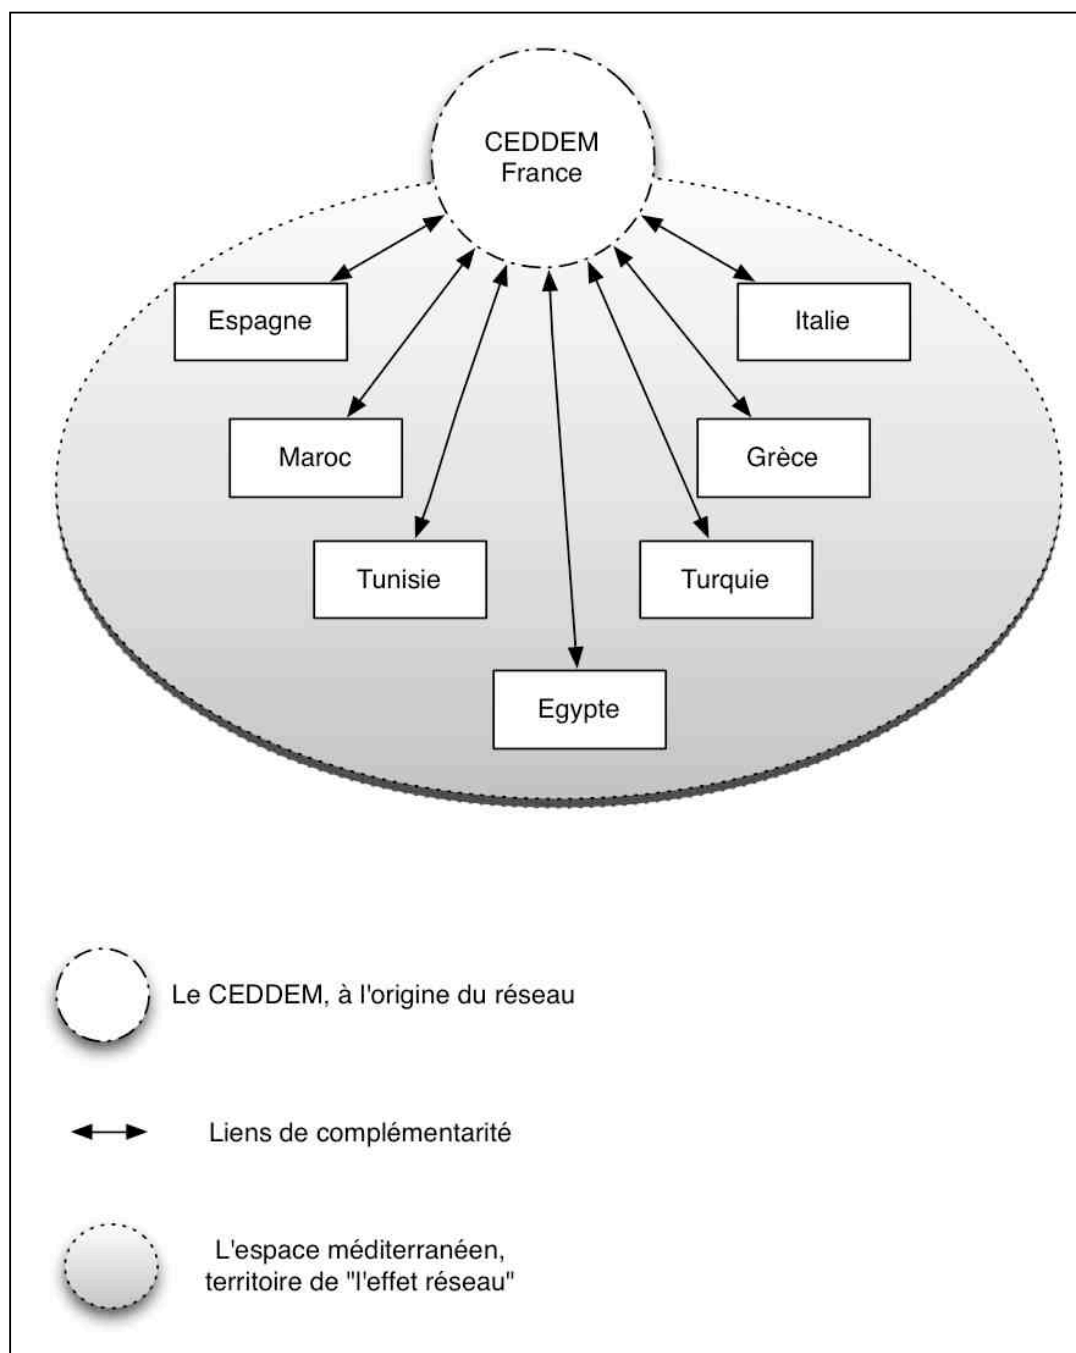 CEDDEM
France
Espagne
Italie
Maroc
Grèce
Tunisie
Turquie
Egypte
Le CEDDEM, à l'origine du réseau
Liens de complémentarité
L'espace méditerranéen,
territoire de "l'effet réseau"